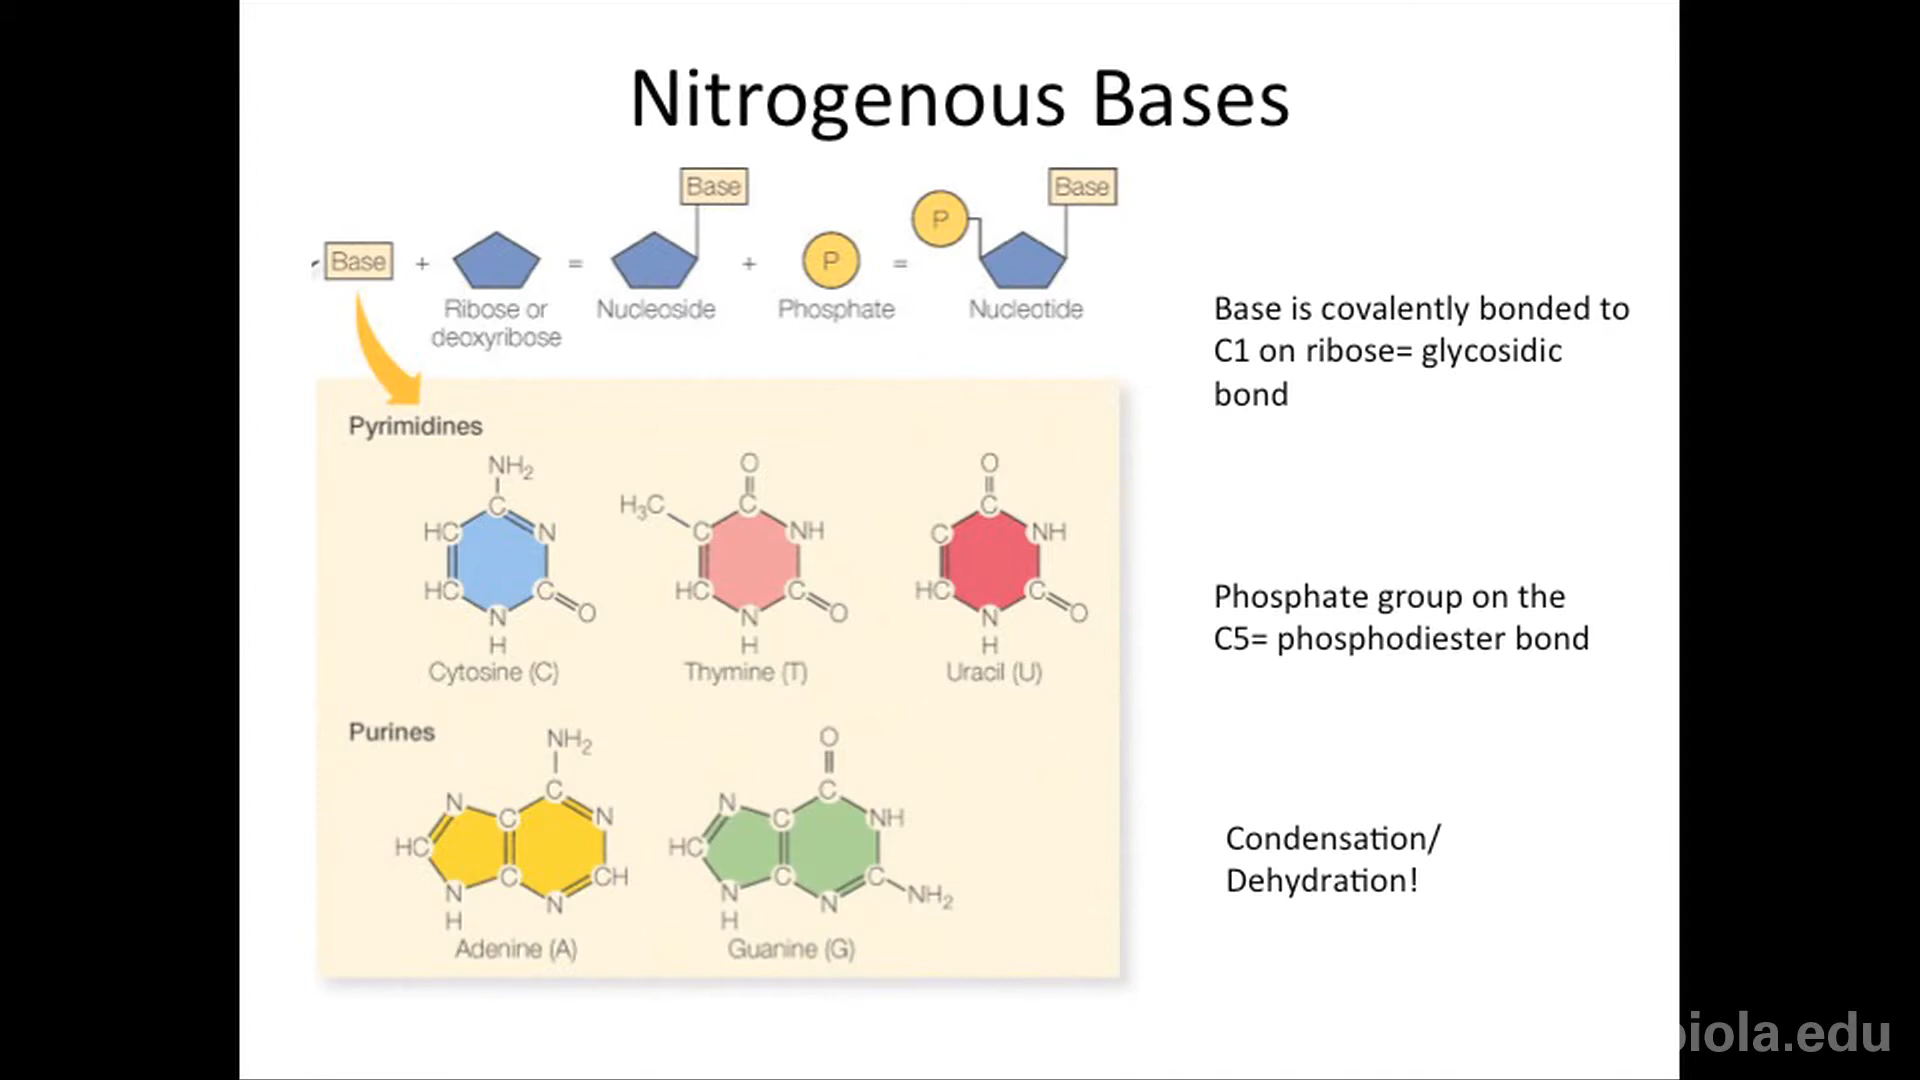 Nitrogenous Bases
Base + = Base + P = P Base
Ribose or
deoxyribose
Nucleoside
Phosphate
Nucleotide
Base is covalently bonded to
C1 on ribose= glycosidic
bond
Pyrimidines
NH2
C
HC N
HC C
N O
H
Cytosine (C)
O
H3C C
C NH
HC C
N O
H
Thymine (T)
O
C
C NH
HC C
N O
H
Uracil (U)
Phosphate group on the
C5= phosphodiester bond
Purines
NH2
C
N C N
HC
C CH
N N
H
Adenine (A)
O
C
N C NH
HC
C C
N N NH2
H
Guanine (G)
Condensation/
Dehydration!
biola.edu